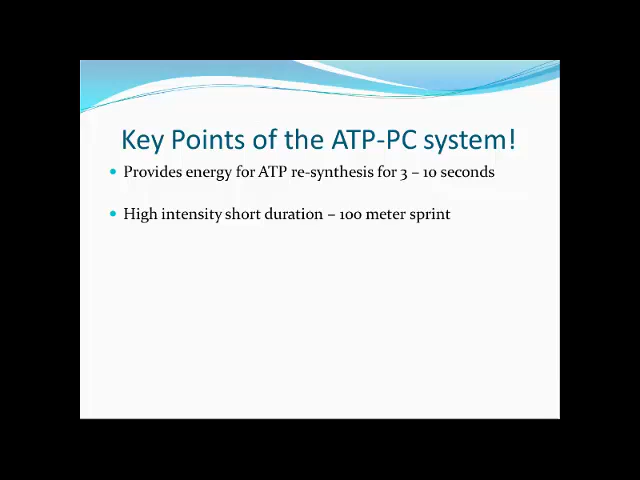 Key Points of the ATP-PC system!
Provides energy for ATP re-synthesis for 3 – 10 seconds
High intensity short duration – 100 meter sprint